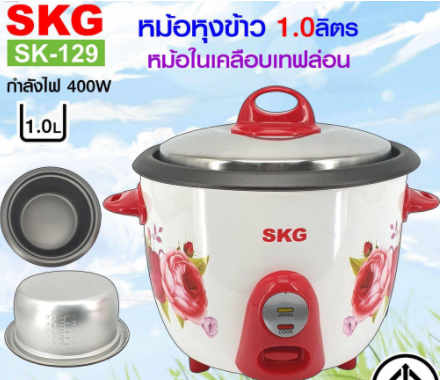 SKG
SK-129
หม้อหุงข้าว 1.0ลิตร
หม้อในเคลือบเทฟล่อน
กำลังไฟ 400W
1.0L
SKG
WARM
COOK